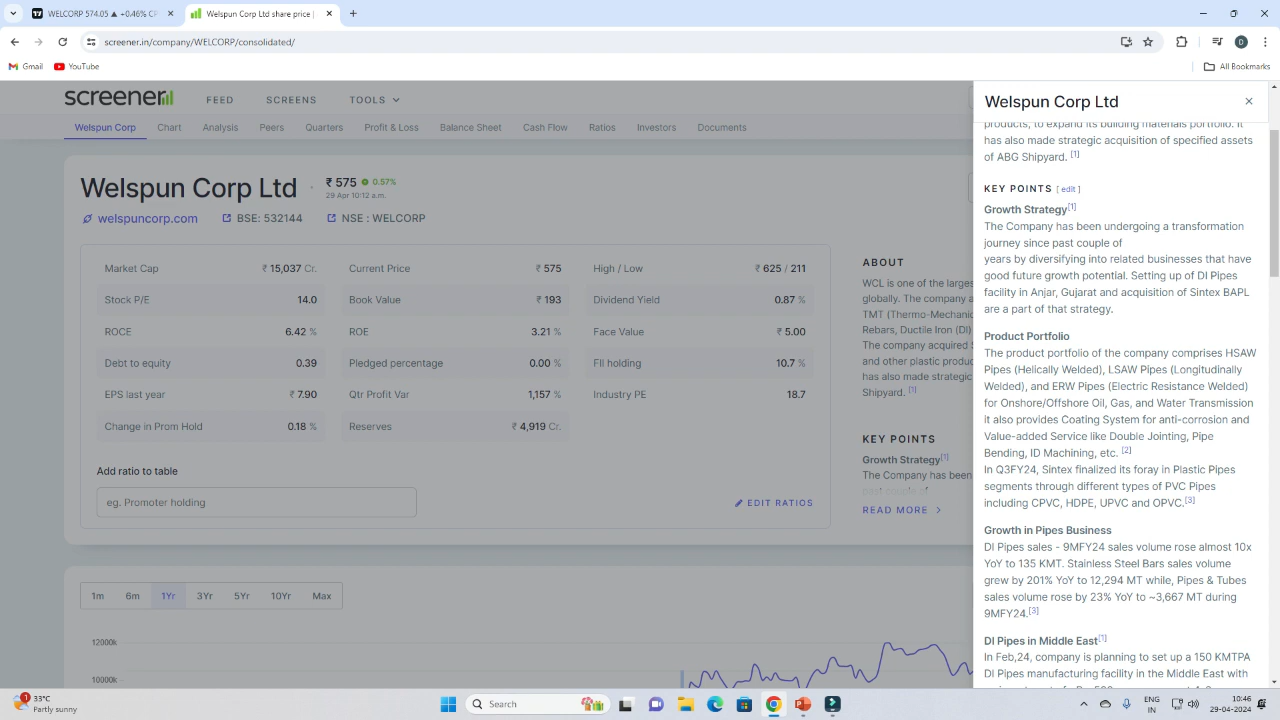 WELCORP 574.05 ▲ +0.46%
Welspun Corp Ltd share price |
screener.in/company/WELCORP/consolidated/
D
Gmail
YouTube
All Bookmarks
screener
FEED
SCREENS
TOOLS
Welspun Corp
Chart
Analysis
Peers
Quarters
Profit & Loss
Balance Sheet
Cash Flow
Ratios
Investors
Documents
Welspun Corp Ltd
₹ 575
0.57%
29 Apr 10:12 a.m.
welspuncorp.com
BSE: 532144
NSE : WELCORP
Market Cap ₹ 15,037 Cr.
Current Price ₹ 575
High / Low ₹ 625 / 211
Stock P/E 14.0
Book Value ₹ 193
Dividend Yield 0.87 %
ROCE 6.42 %
ROE 3.21 %
Face Value ₹ 5.00
Debt to equity 0.39
Pledged percentage 0.00 %
FII holding 10.7 %
EPS last year ₹ 7.90
Qtr Profit Var 1,157 %
Industry PE 18.7
Change in Prom Hold 0.18 %
Reserves ₹ 4,919 Cr.
Add ratio to table
eg. Promoter holding
EDIT RATIOS
ABOUT
WCL is one of the larges
globally. The company a
TMT (Thermo-Mechanic
Rebars, Ductile Iron (DI)
The company acquired S
and other plastic produc
has also made strategic
Shipyard. [1]
KEY POINTS
Growth Strategy[1]
The Company has been
past couple of
READ MORE
1m
6m
1Yr
3Yr
5Yr
10Yr
Max
12000k
10000k
Welspun Corp Ltd
products, to expand its building materials portfolio. It
has also made strategic acquisition of specified assets
of ABG Shipyard. [1]
KEY POINTS [ edit ]
Growth Strategy[1]
The Company has been undergoing a transformation
journey since past couple of
years by diversifying into related businesses that have
good future growth potential. Setting up of DI Pipes
facility in Anjar, Gujarat and acquisition of Sintex BAPL
are a part of that strategy.
Product Portfolio
The product portfolio of the company comprises HSAW
Pipes (Helically Welded), LSAW Pipes (Longitudinally
Welded), and ERW Pipes (Electric Resistance Welded)
for Onshore/Offshore Oil, Gas, and Water Transmission
it also provides Coating System for anti-corrosion and
Value-added Service like Double Jointing, Pipe
Bending, ID Machining, etc. [2]
In Q3FY24, Sintex finalized its foray in Plastic Pipes
segments through different types of PVC Pipes
including CPVC, HDPE, UPVC and OPVC.[3]
Growth in Pipes Business
DI Pipes sales - 9MFY24 sales volume rose almost 10x
YoY to 135 KMT. Stainless Steel Bars sales volume
grew by 201% YoY to 12,294 MT while, Pipes & Tubes
sales volume rose by 23% YoY to ~3,667 MT during
9MFY24.[3]
DI Pipes in Middle East[1]
In Feb,24, company is planning to set up a 150 KMTPA
DI Pipes manufacturing facility in the Middle East with
1
33°C
Partly sunny
Search
ENG
IN
10:46
29-04-2024